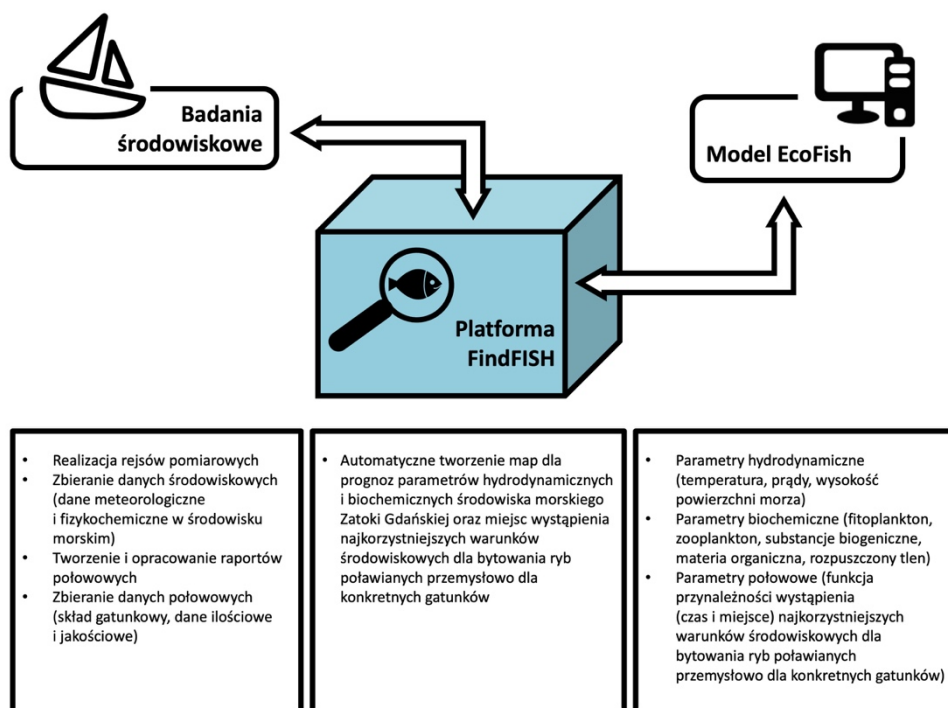 Badania
środowiskowe
Model EcoFish
Platforma
FindFISH
• Realizacja rejsów pomiarowych
• Zbieranie danych środowiskowych
(dane meteorologiczne
i fizykochemiczne w środowisku
morskim)
• Tworzenie i opracowanie raportów
połowowych
• Zbieranie danych połowowych
(skład gatunkowy, dane ilościowe
i jakościowe)
• Automatyczne tworzenie map dla
prognoz parametrów hydrodynamicznych
i biochemicznych środowiska morskiego
Zatoki Gdańskiej oraz miejsc wystąpienia
najkorzystniejszych warunków
środowiskowych dla bytowania ryb
poławianych przemysłowo dla
konkretnych gatunków
• Parametry hydrodynamiczne
(temperatura, prądy, wysokość
powierzchni morza)
• Parametry biochemiczne (fitoplankton,
zooplankton, substancje biogeniczne,
materia organiczna, rozpuszczony tlen)
• Parametry połowowe (funkcja
przynależności wystąpienia
(czas i miejsce) najkorzystniejszych
warunków środowiskowych dla
bytowania ryb poławianych
przemysłowo dla konkretnych gatunków)